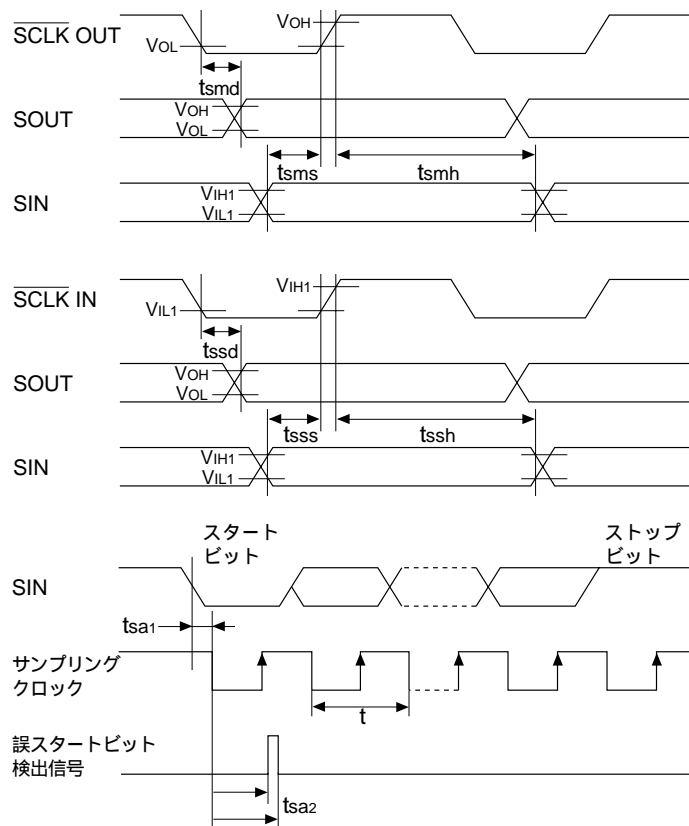 SCLK OUT
VOH
VOL
tsmd
SOUT
VOH
VOL
tsms
tsmh
SIN
VIH1
VIL1
SCLK IN
VIH1
VIL1
tssd
SOUT
VOH
VOL
tsss
tssh
SIN
VIH1
VIL1
スタート
ビット
ストップ
ビット
SIN
tsa1
サンプリング
クロック
t
誤スタートビット
検出信号
tsa2